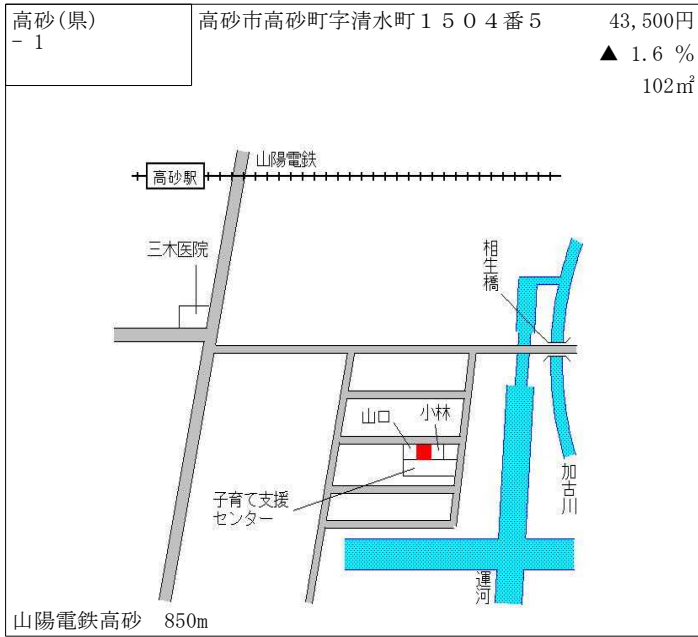 高砂(県)
- 1
高砂市高砂町字清水町1504番5
43,500円
▲ 1.6 %
102㎡
山陽電鉄
高砂駅
三木医院
相生橋
山口
小林
子育て支援
センター
加古川
運河
山陽電鉄高砂 850m